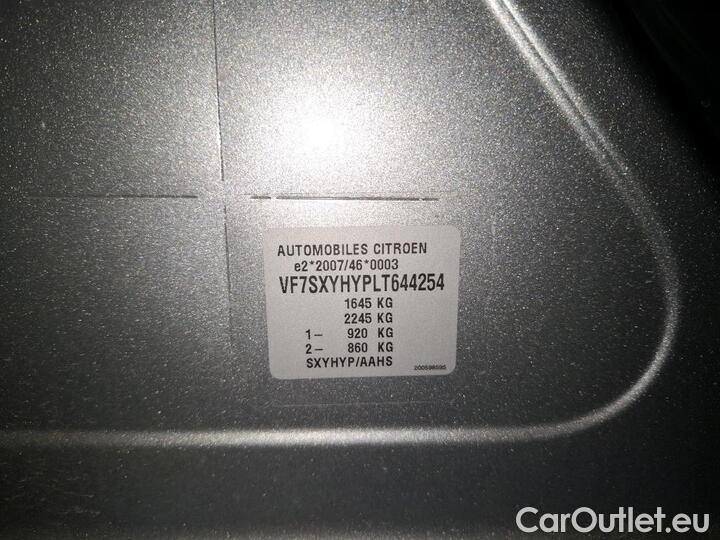 AUTOMOBILES CITROEN
e2*2007/46*0003
VF7SXYHYPLT644254
1645 KG
2245 KG
1- 920 KG
2- 860 KG
SXYHYP/AAHS
200598595
CarOutlet.eu